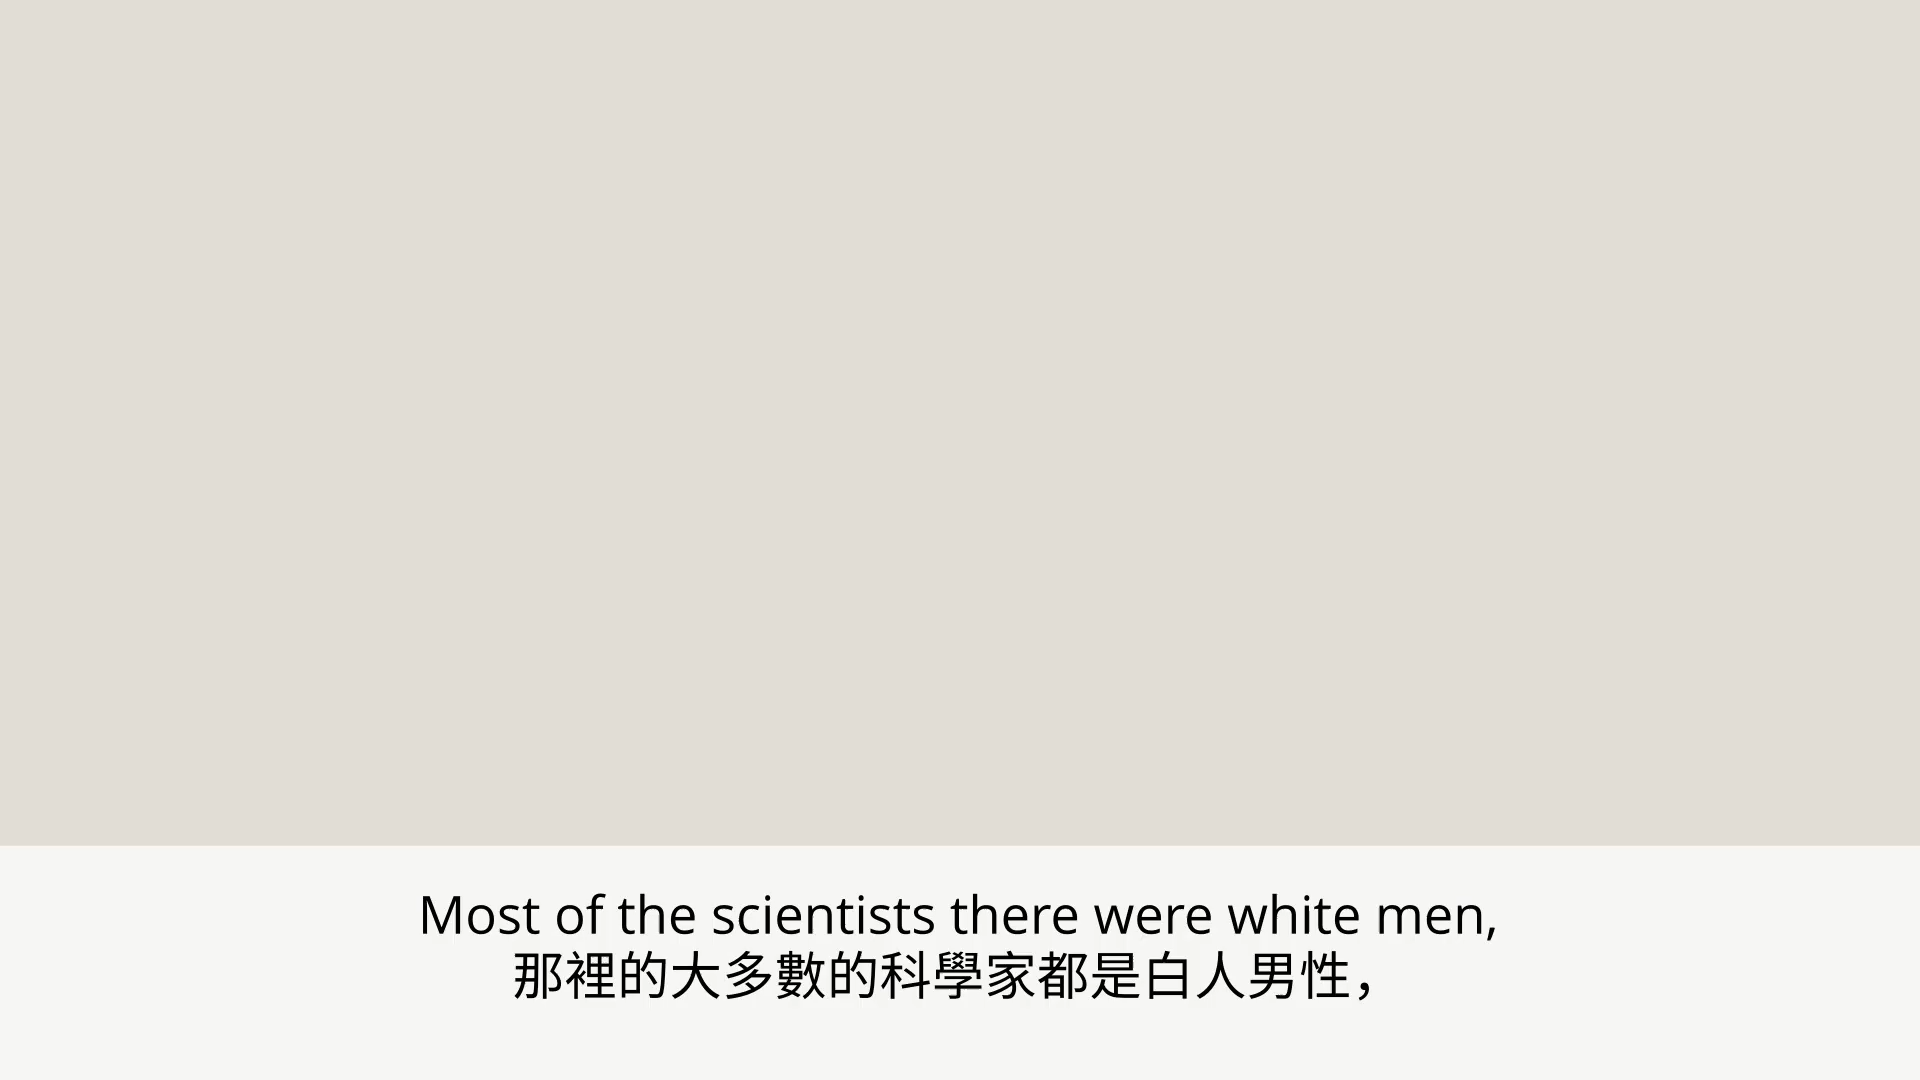 Most of the scientists there were white men,
那裡的大多數的科學家都是白人男性，